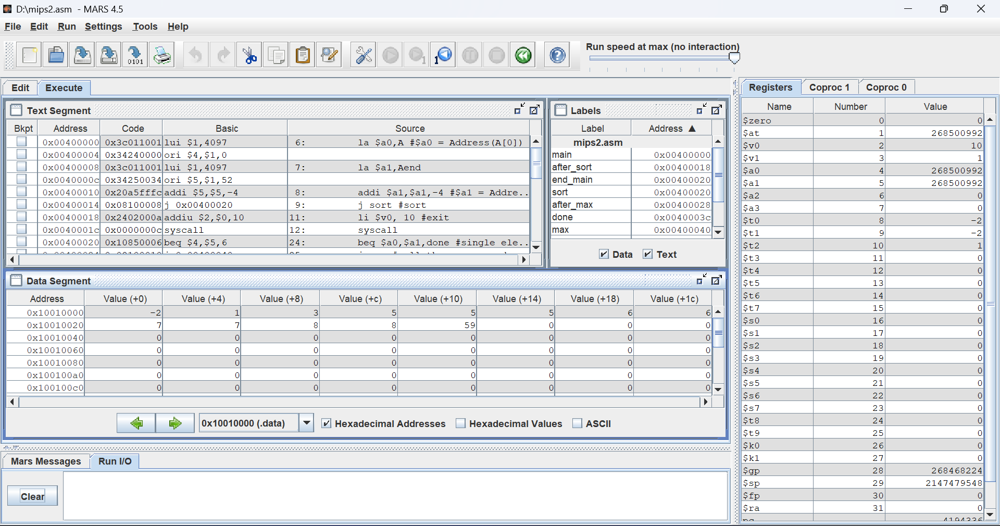 D:\mips2.asm - MARS 4.5
File Edit Run Settings Tools Help
Run speed at max (no interaction)
Edit Execute
Text Segment
Bkpt Address Code Basic Source
0x00400000 0x3c011001 lui $1,4097 6: la $a0,A #$a0 = Address(A[0])
0x00400004 0x34240000 ori $4,$1,0
0x00400008 0x3c011001 lui $1,4097 7: la $a1,Aend
0x0040000c 0x34250034 ori $5,$1,52
0x00400010 0x20a5fffc addi $5,$5,-4 8: addi $a1,$a1,-4 #$a1 = Addre..
0x00400014 0x08100008 j 0x00400020 9: j sort #sort
0x00400018 0x2402000a addiu $2,$0,10 11: li $v0, 10 #exit
0x0040001c 0x0000000c syscall 12: syscall
0x00400020 0x10850006 beq $4,$5,6 24: beq $a0,$a1,done #single ele..
Labels
Label Address ▲
mips2.asm
main 0x00400000
after_sort 0x00400018
end_main 0x00400020
sort 0x00400020
after_max 0x00400028
done 0x0040003c
max 0x00400040
Data Text
Data Segment
Address Value (+0) Value (+4) Value (+8) Value (+c) Value (+10) Value (+14) Value (+18) Value (+1c)
0x10010000 -2 1 3 5 5 5 6 6
0x10010020 7 7 8 8 59 0 0 0
0x10010040 0 0 0 0 0 0 0 0
0x10010060 0 0 0 0 0 0 0 0
0x10010080 0 0 0 0 0 0 0 0
0x100100a0 0 0 0 0 0 0 0 0
0x100100c0 0 0 0 0 0 0 0 0
0x10010000 (.data) Hexadecimal Addresses Hexadecimal Values ASCII
Mars Messages Run I/O
Clear
Registers Coproc 1 Coproc 0
Name Number Value
$zero 0 0
$at 1 268500992
$v0 2 10
$v1 3 1
$a0 4 268500992
$a1 5 268500992
$a2 6 0
$a3 7 0
$t0 8 -2
$t1 9 -2
$t2 10 1
$t3 11 0
$t4 12 0
$t5 13 0
$t6 14 0
$t7 15 0
$s0 16 0
$s1 17 0
$s2 18 0
$s3 19 0
$s4 20 0
$s5 21 0
$s6 22 0
$s7 23 0
$t8 24 0
$t9 25 0
$k0 26 0
$k1 27 0
$gp 28 268468224
$sp 29 2147479548
$fp 30 0
$ra 31 0
pc 4194336